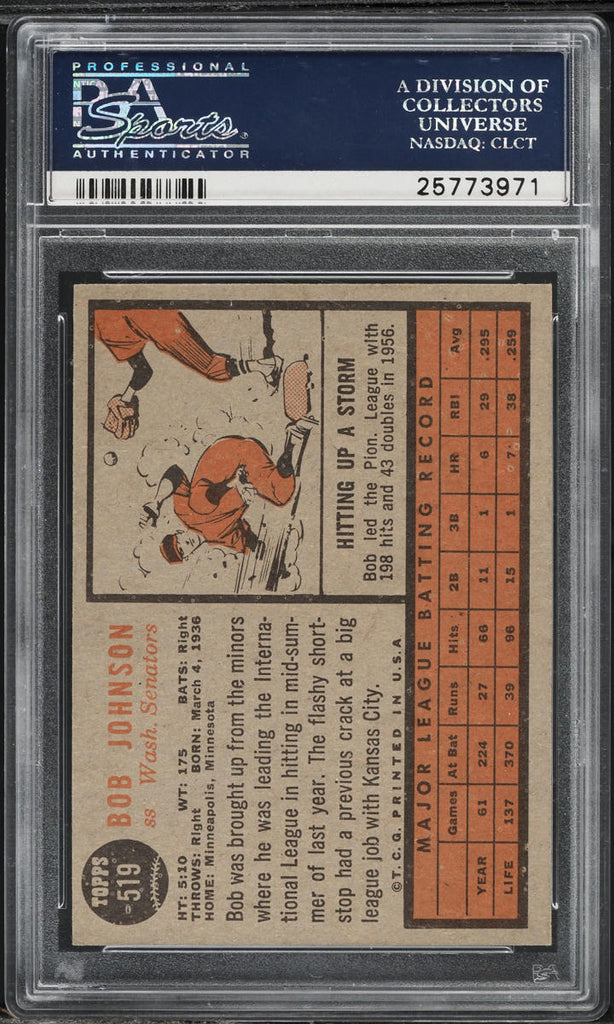 PROFESSIONAL
PSA
Sports
AUTHENTICATOR
A DIVISION OF
COLLECTORS
UNIVERSE
NASDAQ: CLCT
25773971
TOPPS
519
BOB JOHNSON
ss Wash. Senators
HT: 5:10 WT: 175 BATS: Right
THROWS: Right BORN: March 4, 1936
HOME: Minneapolis, Minnesota
Bob was brought up from the minors
where he was leading the Interna-
tional League in hitting in mid-sum-
mer of last year. The flashy short-
stop had a previous crack at a big
league job with Kansas City.
©T. C. G. PRINTED IN U.S.A
HITTING UP A STORM
Bob led the Pion. League with
198 hits and 43 doubles in 1956.
MAJOR LEAGUE BATTING RECORD
Games At Bat Runs Hits 2B 3B HR RBI Avg
YEAR 61 224 27 66 11 1 6 29 .295
LIFE 137 370 39 96 15 1 7 38 .259